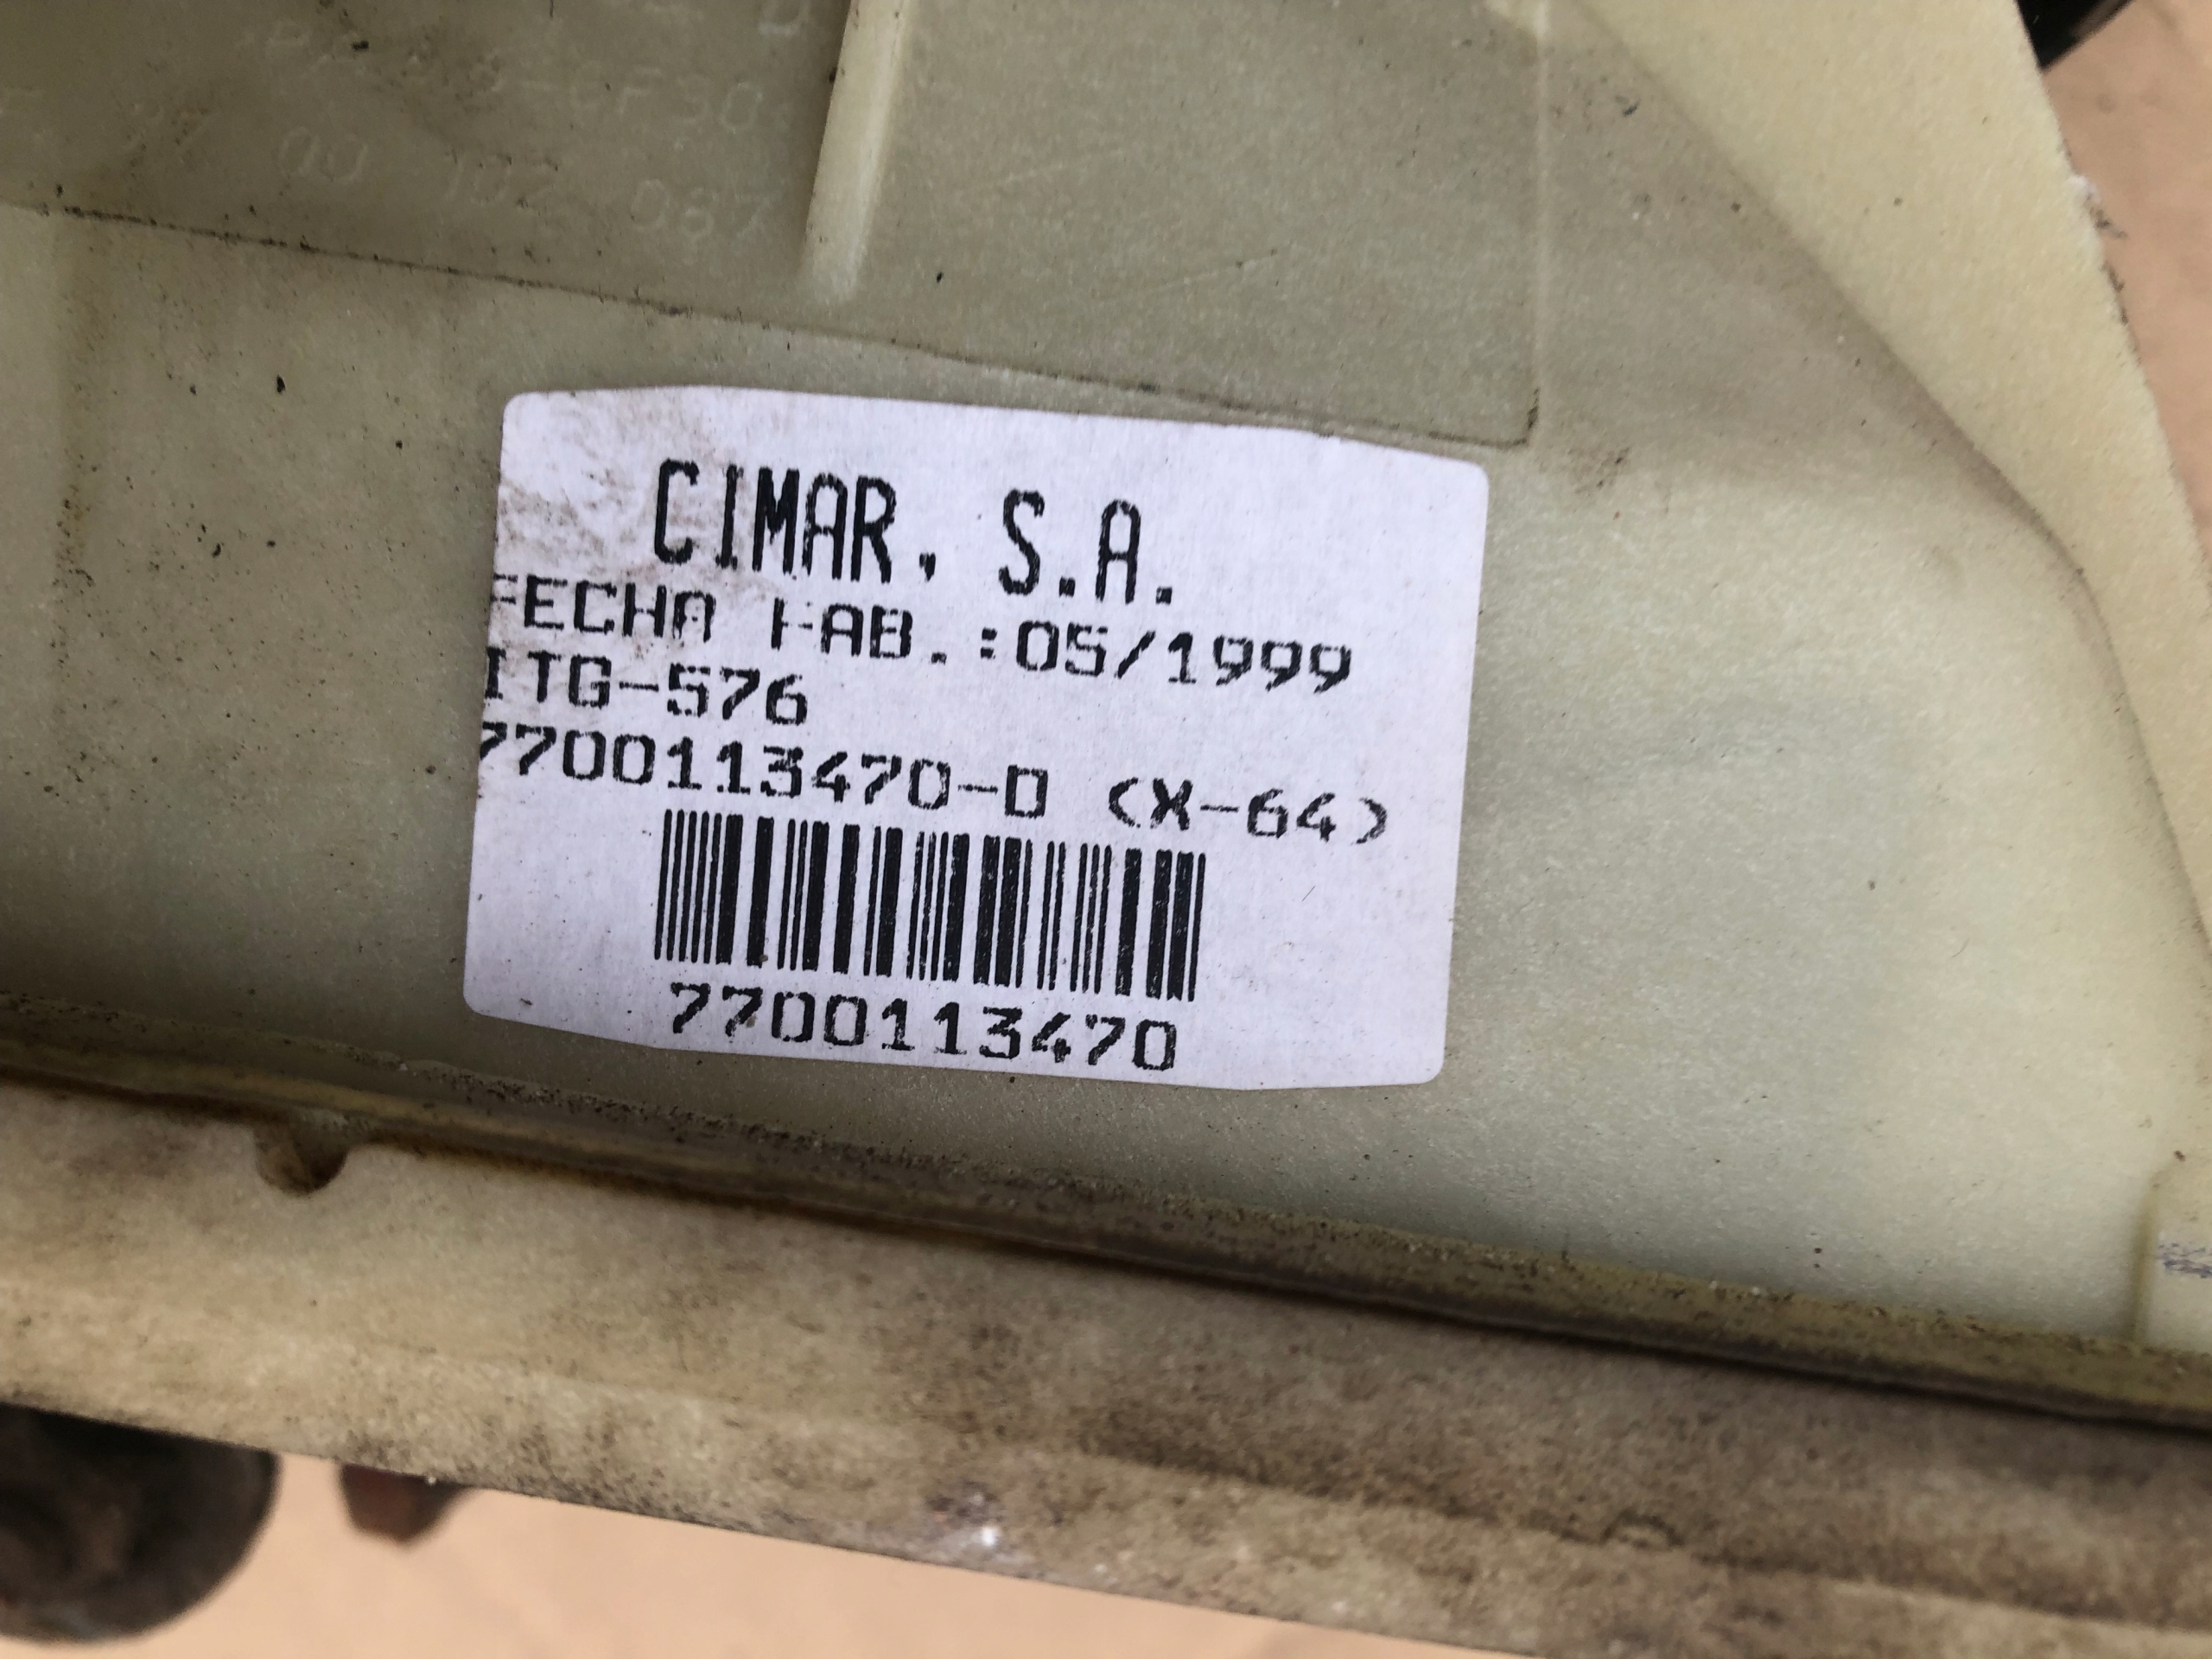 CIMAR, S.A.
FECHA FAB.:05/1999
ITG-576
7700113470-D (X-64)
7700113470